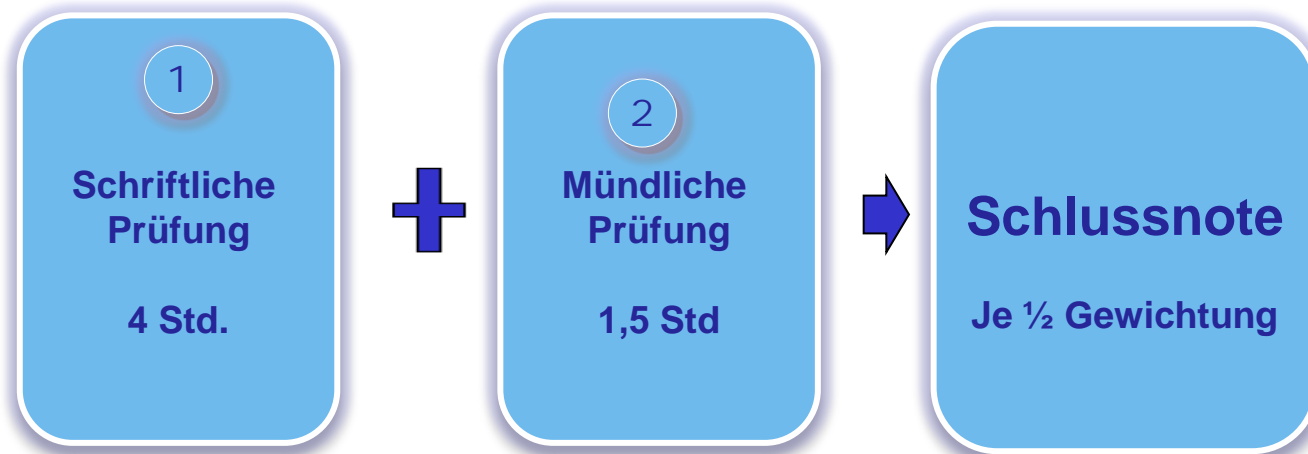 1
Schriftliche
Prüfung
4 Std.
2
Mündliche
Prüfung
1,5 Std
Schlussnote
Je ½ Gewichtung